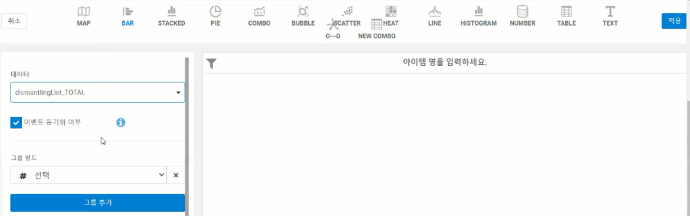 취소
MAP BAR STACKED PIE COMBO BUBBLE SCATTER HEAT LINE HISTOGRAM NUMBER TABLE TEXT
적용
O—D NEW COMBO
데이터
아이템 명을 입력하세요.
dismantlingList_TOTAL
이벤트 동기화 여부
그룹 필드
# 선택
그룹 추가